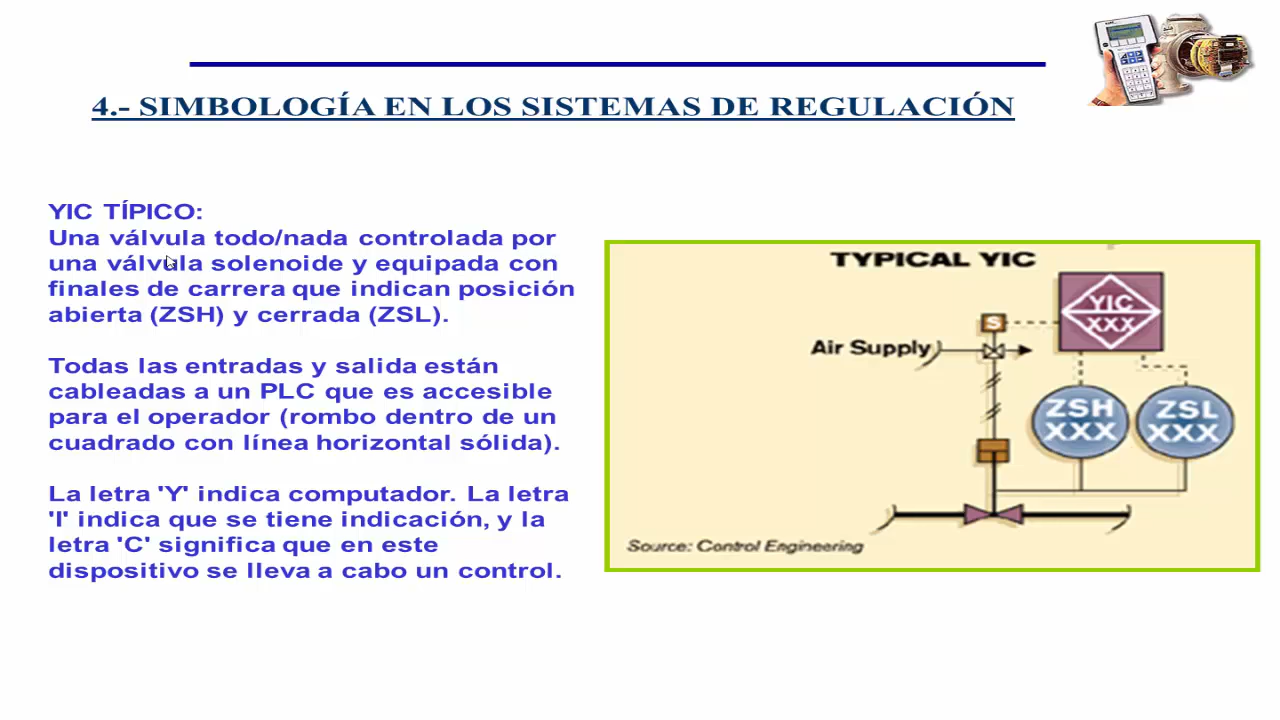 4.- SIMBOLOGÍA EN LOS SISTEMAS DE REGULACIÓN
YIC TÍPICO:
Una válvula todo/nada controlada por
una válvula solenoide y equipada con
finales de carrera que indican posición
abierta (ZSH) y cerrada (ZSL).
Todas las entradas y salida están
cableadas a un PLC que es accesible
para el operador (rombo dentro de un
cuadrado con línea horizontal sólida).
La letra 'Y' indica computador. La letra
'I' indica que se tiene indicación, y la
letra 'C' significa que en este
dispositivo se lleva a cabo un control.
TYPICAL YIC
YIC
XXX
S
Air Supply
ZSH
XXX
ZSL
XXX
Source: Control Engineering